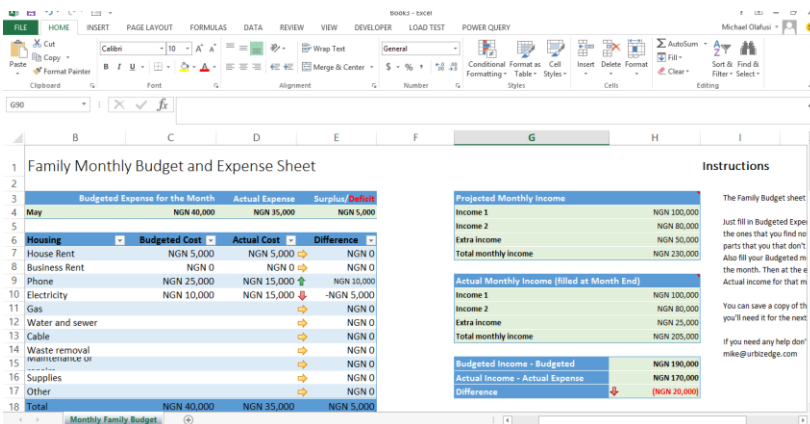 Book3 - Excel
FILE HOME INSERT PAGE LAYOUT FORMULAS DATA REVIEW VIEW DEVELOPER LOAD TEST POWER QUERY Michael Olafusi
Cut Calibri 10 Wrap Text General AutoSum
Copy Fill
Paste Format Painter B I U Merge & Center $ % , Conditional Formatting Format as Table Cell Styles Insert Delete Format Clear Sort & Filter Find & Select
Clipboard Font Alignment Number Styles Cells Editing
G90 fx
B C D E F G H I
1 Family Monthly Budget and Expense Sheet Instructions
2
3 Budgeted Expense for the Month Actual Expense Surplus/Deficit Projected Monthly Income The Family Budget sheet
4 May NGN 40,000 NGN 35,000 NGN 5,000 Income 1 NGN 100,000
5 Income 2 NGN 80,000 Just fill in Budgeted Expe
6 Housing Budgeted Cost Actual Cost Difference Extra income NGN 50,000 the ones that you find no
7 House Rent NGN 5,000 NGN 5,000 NGN 0 Total monthly income NGN 230,000 parts that you that don't
8 Business Rent NGN 0 NGN 0 NGN 0 Also fill your Budgeted m
9 Phone NGN 25,000 NGN 15,000 NGN 10,000 Actual Monthly Income (filled at Month End) the month. Then at the e
10 Electricity NGN 10,000 NGN 15,000 -NGN 5,000 Income 1 NGN 100,000 Actual income for that m
11 Gas NGN 0 Income 2 NGN 80,000
12 Water and sewer NGN 0 Extra income NGN 25,000 You can save a copy of th
13 Cable NGN 0 Total monthly income NGN 205,000 you'll need it for the next
14 Waste removal NGN 0
15 Maintenance or NGN 0 Budgeted Income - Budgeted NGN 190,000 If you need any help don'
16 Supplies NGN 0 Actual Income - Actual Expense NGN 170,000 mike@urbizedge.com
17 Other NGN 0 Difference (NGN 20,000)
18 Total NGN 40,000 NGN 35,000 NGN 5,000
Monthly Family Budget